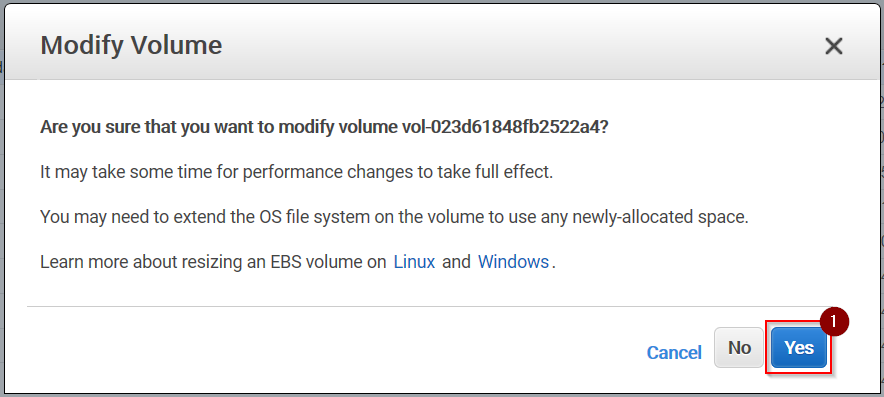 Modify Volume
Are you sure that you want to modify volume vol-023d61848fb2522a4?
It may take some time for performance changes to take full effect.
You may need to extend the OS file system on the volume to use any newly-allocated space.
Learn more about resizing an EBS volume on Linux and Windows.
1
Cancel No Yes